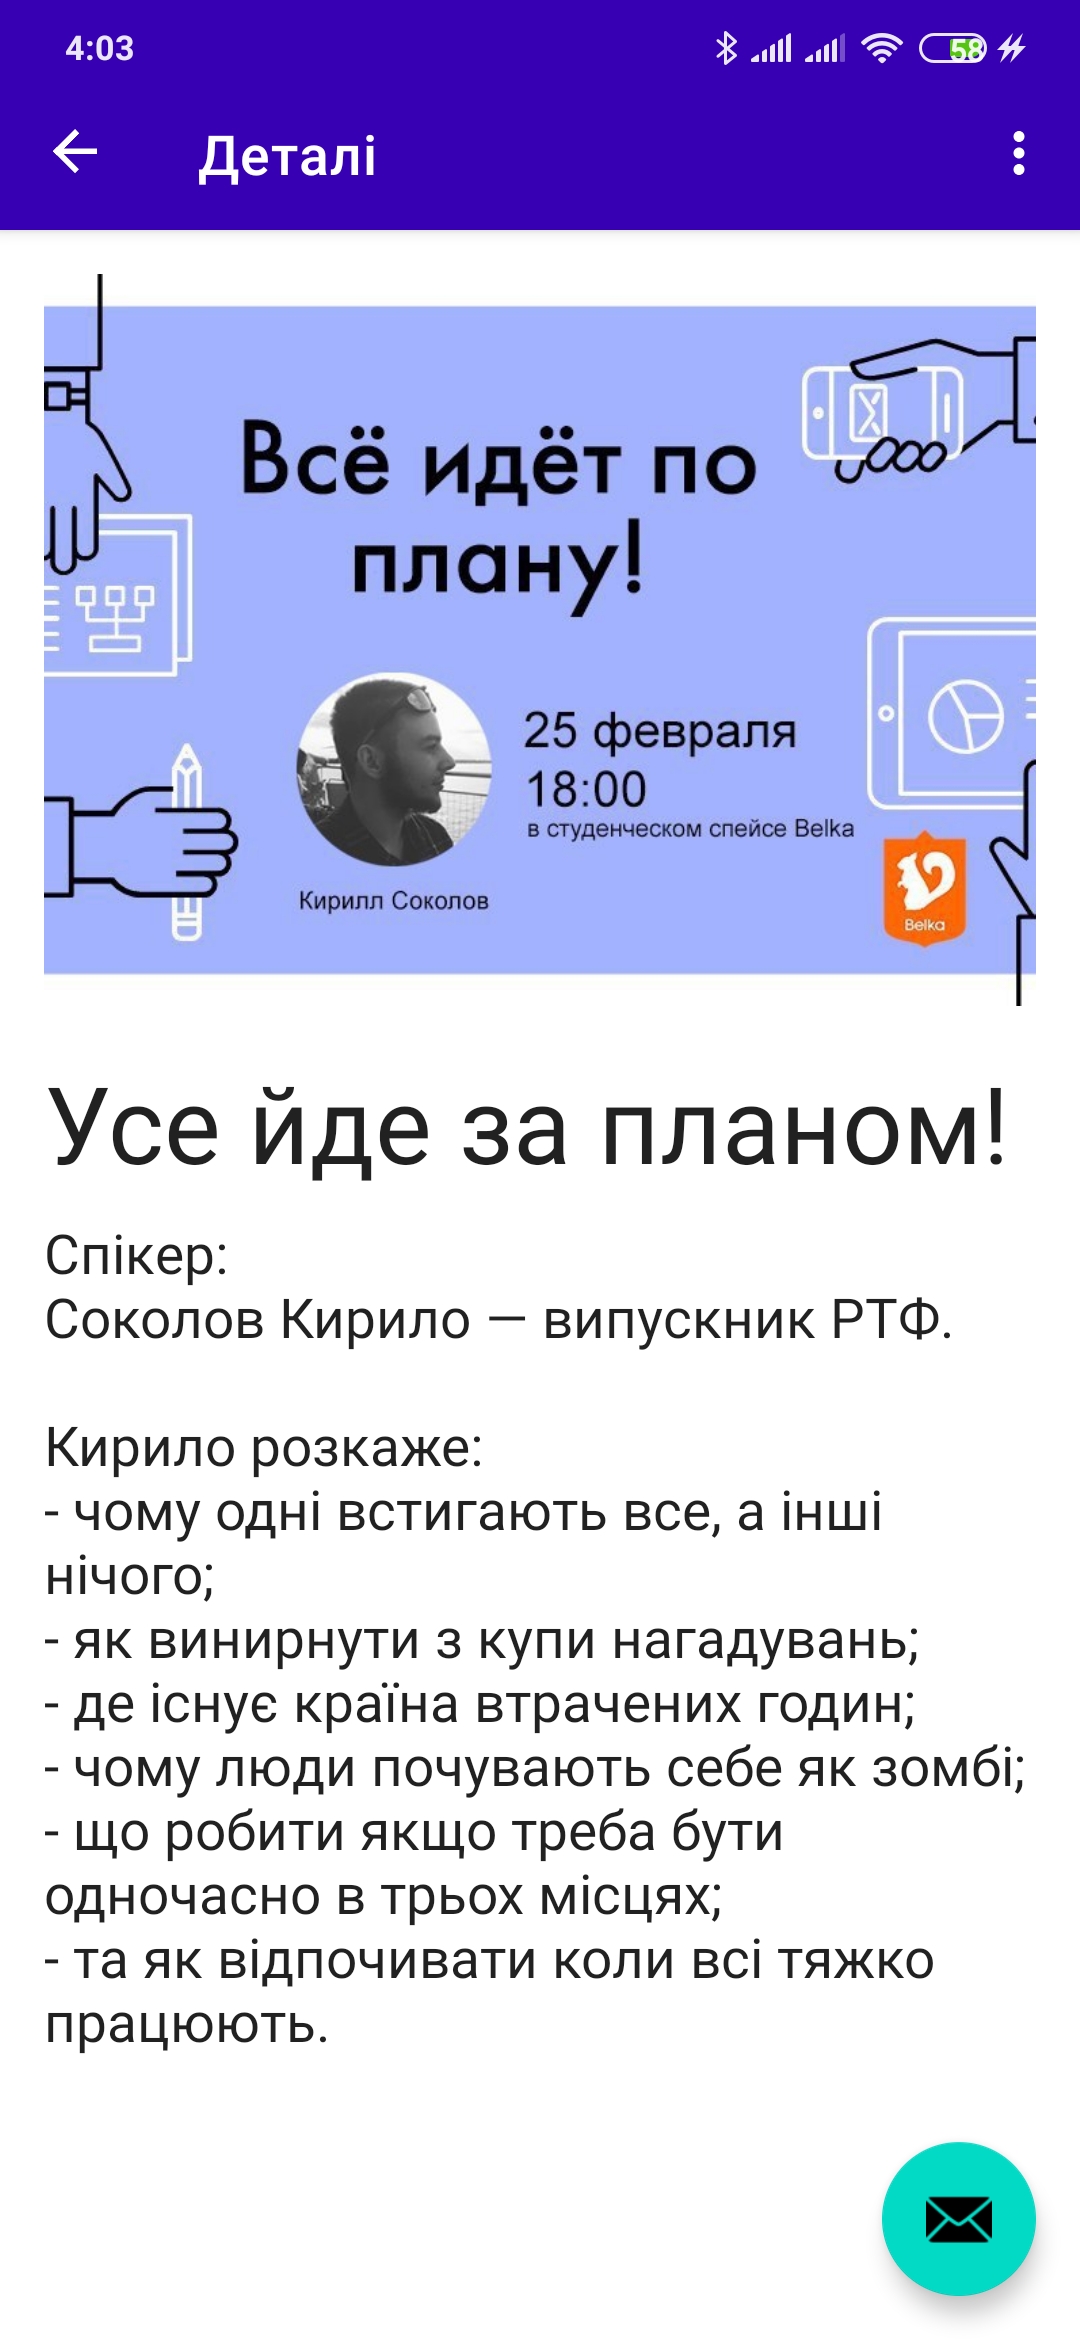 4:03
58
Деталі
Всё идёт по
плану!
25 февраля
18:00
в студенческом спейсе Belka
Кирилл Соколов
Belka
Усе йде за планом!
Спікер:
Соколов Кирило — випускник РТФ.
Кирило розкаже:
- чому одні встигають все, а інші
нічого;
- як винирнути з купи нагадувань;
- де існує країна втрачених годин;
- чому люди почувають себе як зомбі;
- що робити якщо треба бути
одночасно в трьох місцях;
- та як відпочивати коли всі тяжко
працюють.